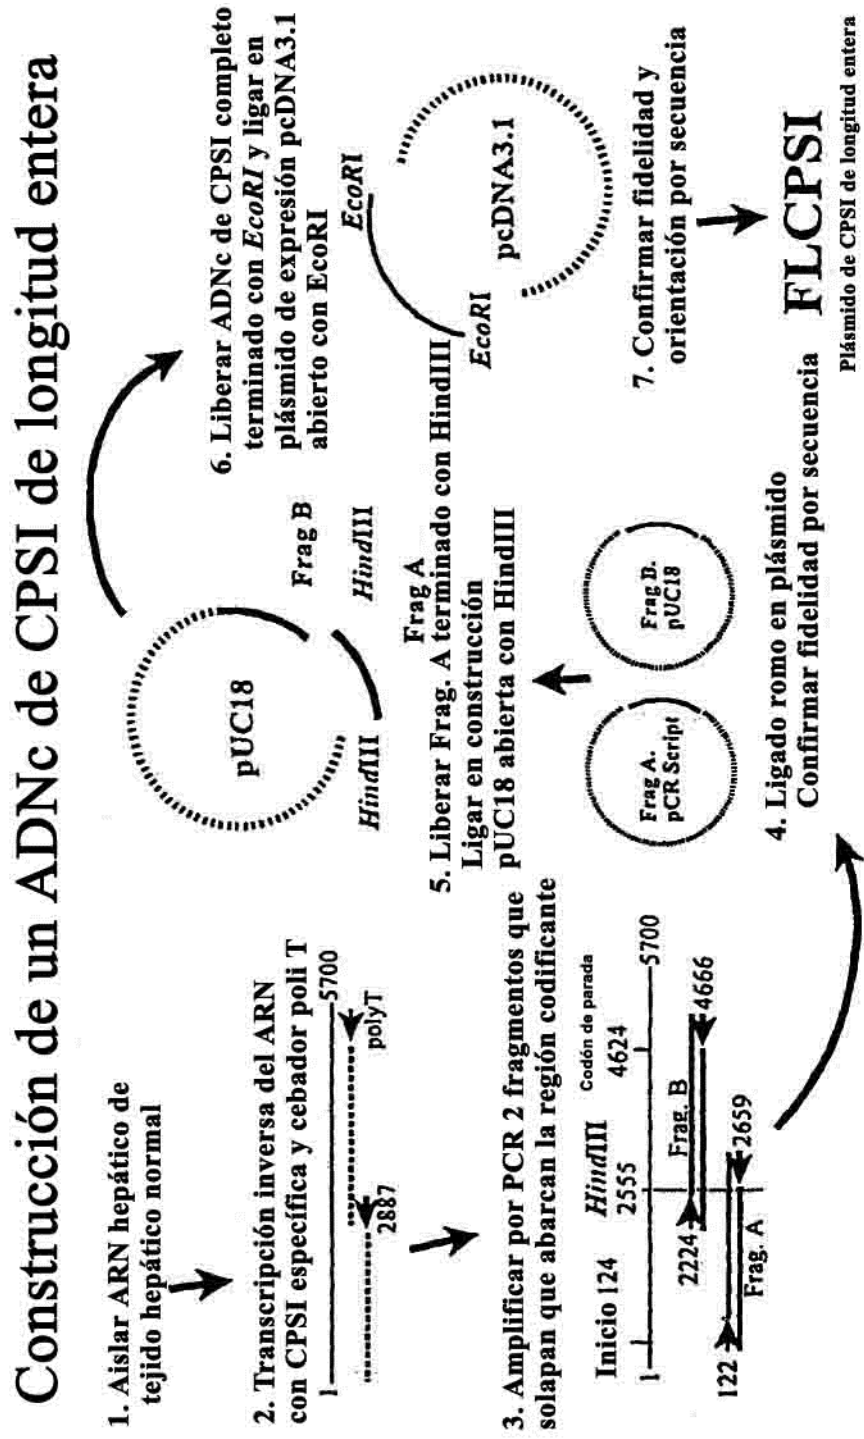 Construcción de un ADNc de CPSI de longitud entera
1. Aislar ARN hepático de
tejido hepático normal
2. Transcripción inversa del ARN
con CPSI específica y cebador poli T
1
5700
polyT
2887
3. Amplificar por PCR 2 fragmentos que
solapan que abarcan la región codificante
Inicio 124
HindIII
2555
Codón de parada
4624
1
5700
2224
Frag. B
4666
122
2659
Frag. A
4. Ligado romo en plásmido
Confirmar fidelidad por secuencia
Frag A.
pCR Script
Frag B.
pUC18
5. Liberar Frag. A terminado con HindIII
Ligar en construcción
pUC18 abierta con HindIII
pUC18
HindIII
Frag A
HindIII
Frag B
6. Liberar ADNc de CPSI completo
terminado con EcoRI y ligar en
plásmido de expresión pcDNA3.1
abierto con EcoRI
EcoRI
EcoRI
pcDNA3.1
7. Confirmar fidelidad y
orientación por secuencia
FLCPSI
Plásmido de CPSI de longitud entera